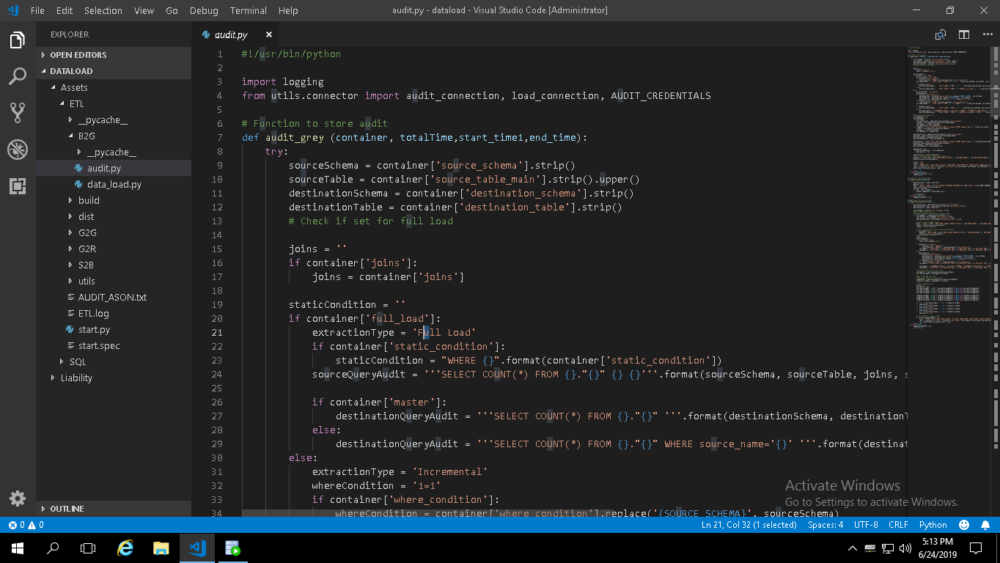 File Edit Selection View Go Debug Terminal Help
audit.py - dataload - Visual Studio Code [Administrator]
EXPLORER
OPEN EDITORS
DATALOAD
Assets
ETL
__pycache__
B2G
__pycache__
audit.py
data_load.py
build
dist
G2G
G2R
S2B
utils
AUDIT_ASON.txt
ETL.log
start.py
start.spec
SQL
Liability
OUTLINE
audit.py
1 #!/usr/bin/python
2
3 import logging
4 from utils.connector import audit_connection, load_connection, AUDIT_CREDENTIALS
5
6 # Function to store audit
7 def audit_grey (container, totalTime,start_time1,end_time):
8 try:
9 sourceSchema = container['source_schema'].strip()
10 sourceTable = container['source_table_main'].strip().upper()
11 destinationSchema = container['destination_schema'].strip()
12 destinationTable = container['destination_table'].strip()
13 # Check if set for full load
14
15 joins = ''
16 if container['joins']:
17 joins = container['joins']
18
19 staticCondition = ''
20 if container['full_load']:
21 extractionType = 'Full Load'
22 if container['static_condition']:
23 staticCondition = "WHERE {}".format(container['static_condition'])
24 sourceQueryAudit = '''SELECT COUNT(*) FROM {}."{}" {} {}'''.format(sourceSchema, sourceTable, joins, s
25
26 if container['master']:
27 destinationQueryAudit = '''SELECT COUNT(*) FROM {}."{}" '''.format(destinationSchema, destinationT
28 else:
29 destinationQueryAudit = '''SELECT COUNT(*) FROM {}."{}" WHERE source_name='{}' '''.format(destinat
30 else:
31 extractionType = 'Incremental'
32 whereCondition = '1=1'
33 if container['where_condition']:
34 whereCondition = container['where_condition'].replace('{SOURCE_SCHEMA}', sourceSchema)
Activate Windows
Go to Settings to activate Windows.
0 0
Ln 21, Col 32 (1 selected) Spaces: 4 UTF-8 CRLF Python
5:13 PM
6/24/2019